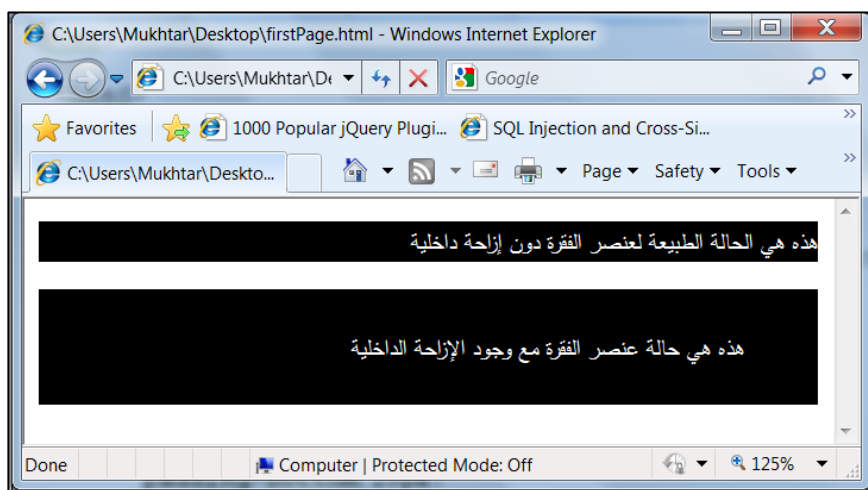 C:\Users\Mukhtar\Desktop\firstPage.html - Windows Internet Explorer
C:\Users\Mukhtar\De Google
Favorites 1000 Popular jQuery Plugi... SQL Injection and Cross-Si...
C:\Users\Mukhtar\Deskto... Page Safety Tools
هذه هي الحالة الطبيعة لعنصر الفقرة دون إزاحة داخلية
هذه هي حالة عنصر الفقرة مع وجود الإزاحة الداخلية
Done Computer | Protected Mode: Off 125%